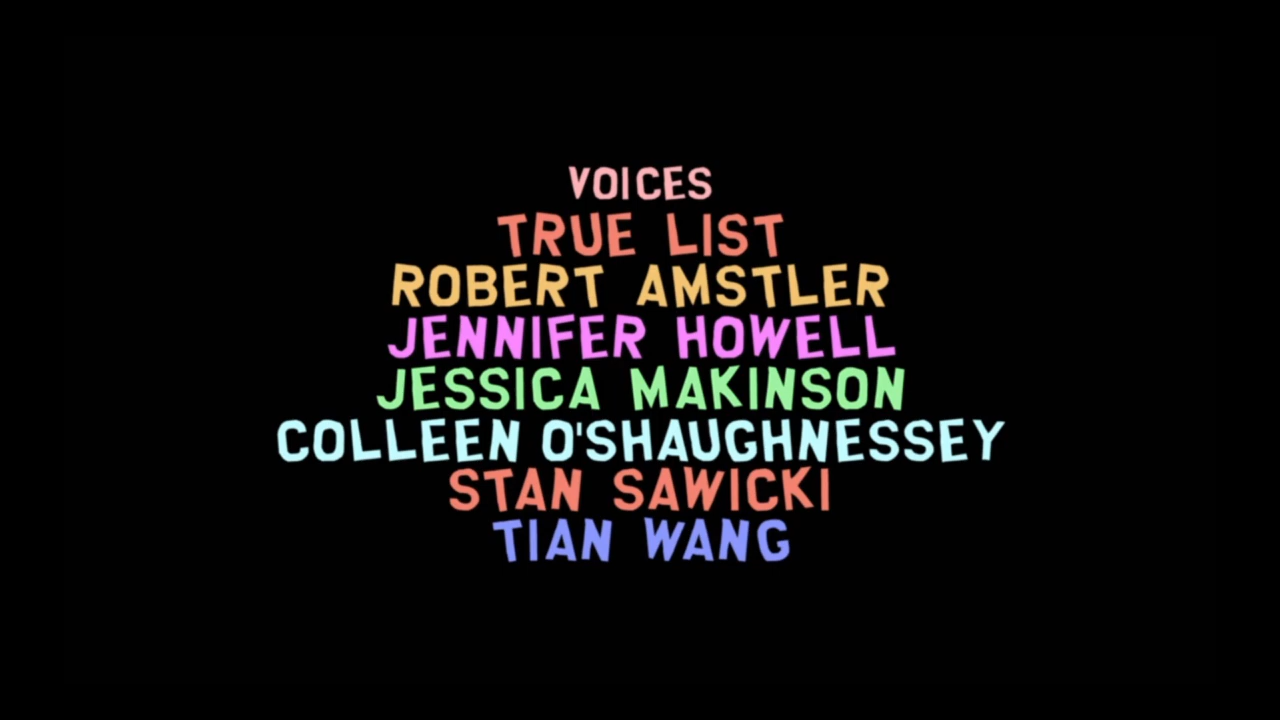 VOICES
TRUE LIST
ROBERT AMSTLER
JENNIFER HOWELL
JESSICA MAKINSON
COLLEEN O'SHAUGHNESSEY
STAN SAWICKI
TIAN WANG